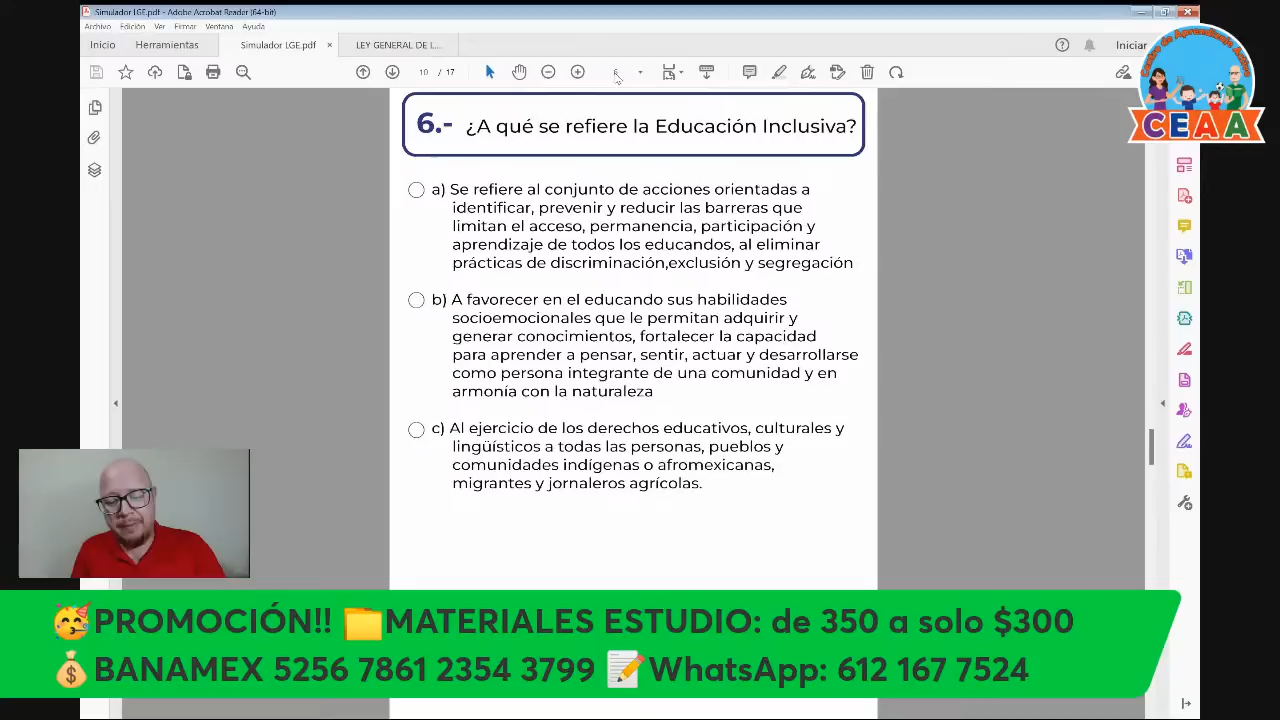 Simulador LGE.pdf - Adobe Acrobat Reader (64-bit)
Archivo Edición Ver Firmar Ventana Ayuda
Inicio Herramientas Simulador LGE.pdf × LEY GENERAL DE L... Iniciar
10 / 17
Centro de Aprendizaje Activo
CEAA
6.- ¿A qué se refiere la Educación Inclusiva?
a) Se refiere al conjunto de acciones orientadas a
identificar, prevenir y reducir las barreras que
limitan el acceso, permanencia, participación y
aprendizaje de todos los educandos, al eliminar
prácticas de discriminación,exclusión y segregación
b) A favorecer en el educando sus habilidades
socioemocionales que le permitan adquirir y
generar conocimientos, fortalecer la capacidad
para aprender a pensar, sentir, actuar y desarrollarse
como persona integrante de una comunidad y en
armonía con la naturaleza
c) Al ejercicio de los derechos educativos, culturales y
lingüísticos a todas las personas, pueblos y
comunidades indígenas o afromexicanas,
migrantes y jornaleros agrícolas.
🥳PROMOCIÓN!! 🗂️MATERIALES ESTUDIO: de 350 a solo $300
💰BANAMEX 5256 7861 2354 3799 📝WhatsApp: 612 167 7524